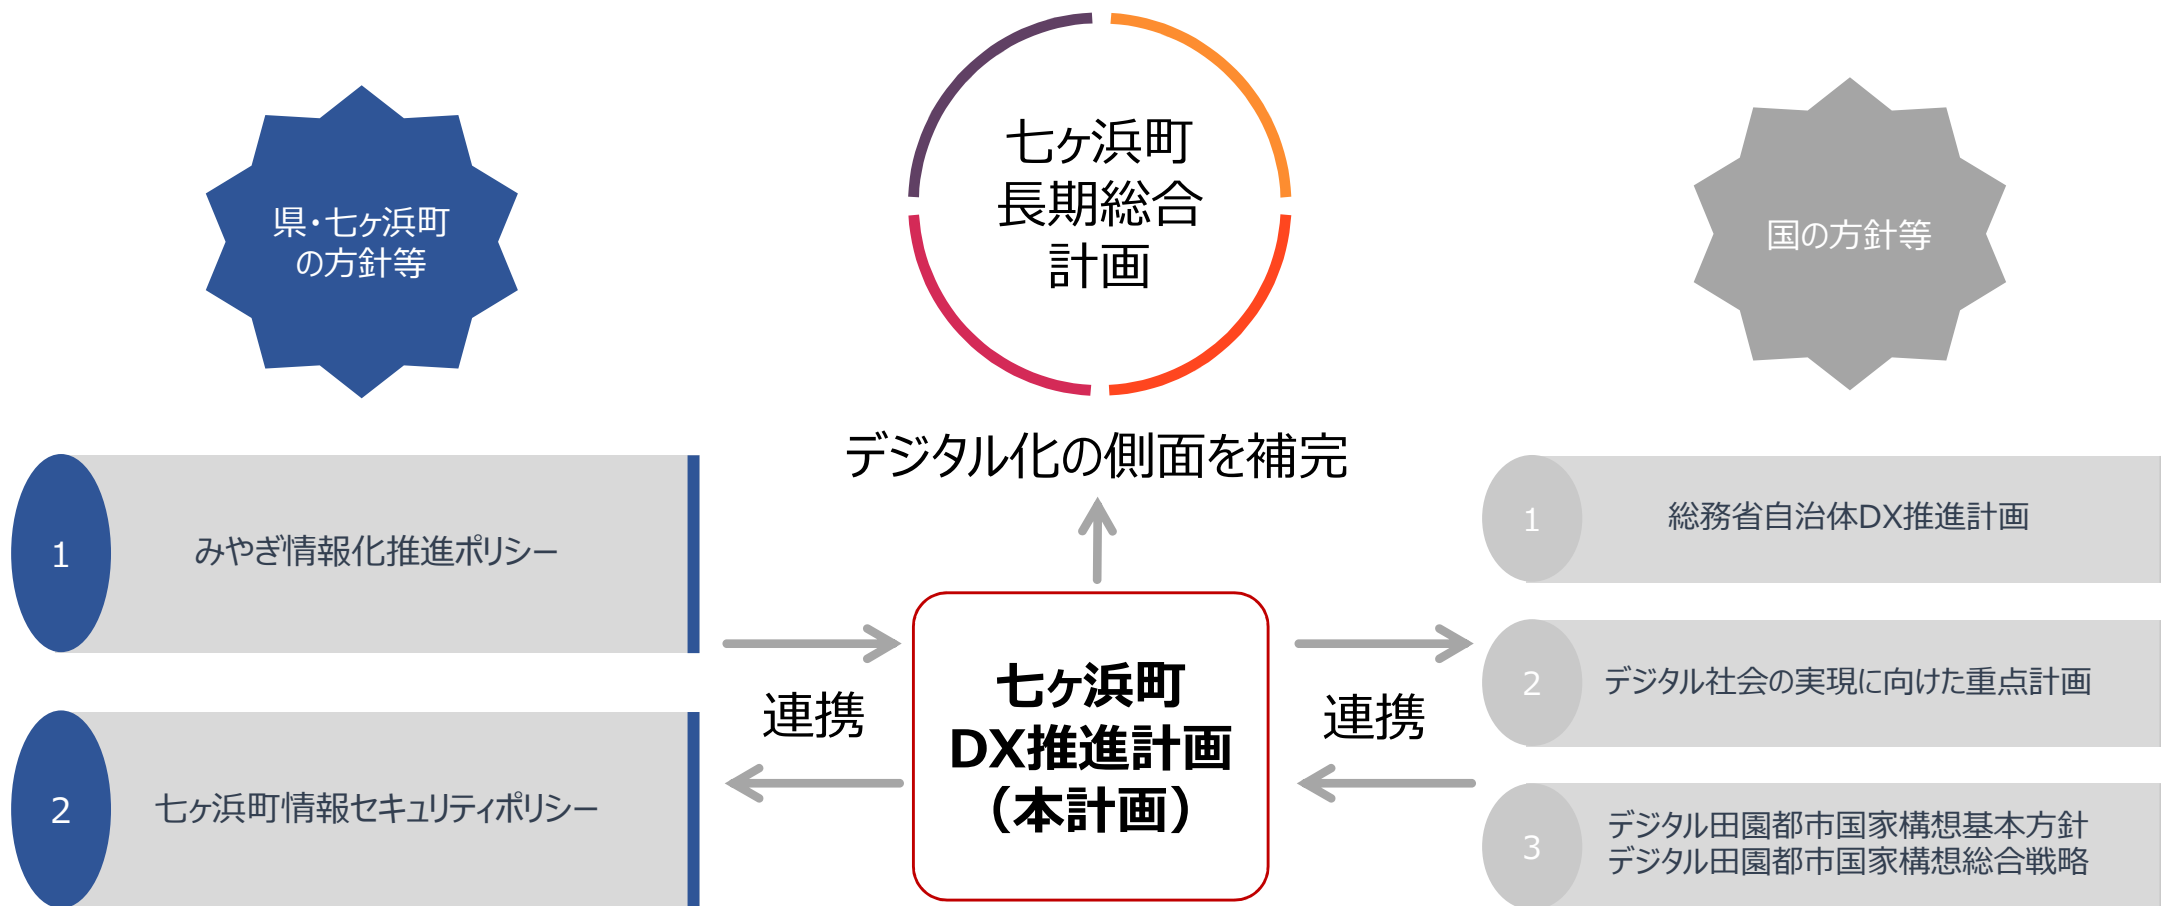 七ヶ浜町
長期総合
計画
県・七ヶ浜町
の方針等
国の方針等
デジタル化の側面を補完
1
みやぎ情報化推進ポリシー
2
七ヶ浜町情報セキュリティポリシー
連携
七ヶ浜町
DX推進計画
（本計画）
連携
1
総務省自治体DX推進計画
2
デジタル社会の実現に向けた重点計画
3
デジタル田園都市国家構想基本方針
デジタル田園都市国家構想総合戦略